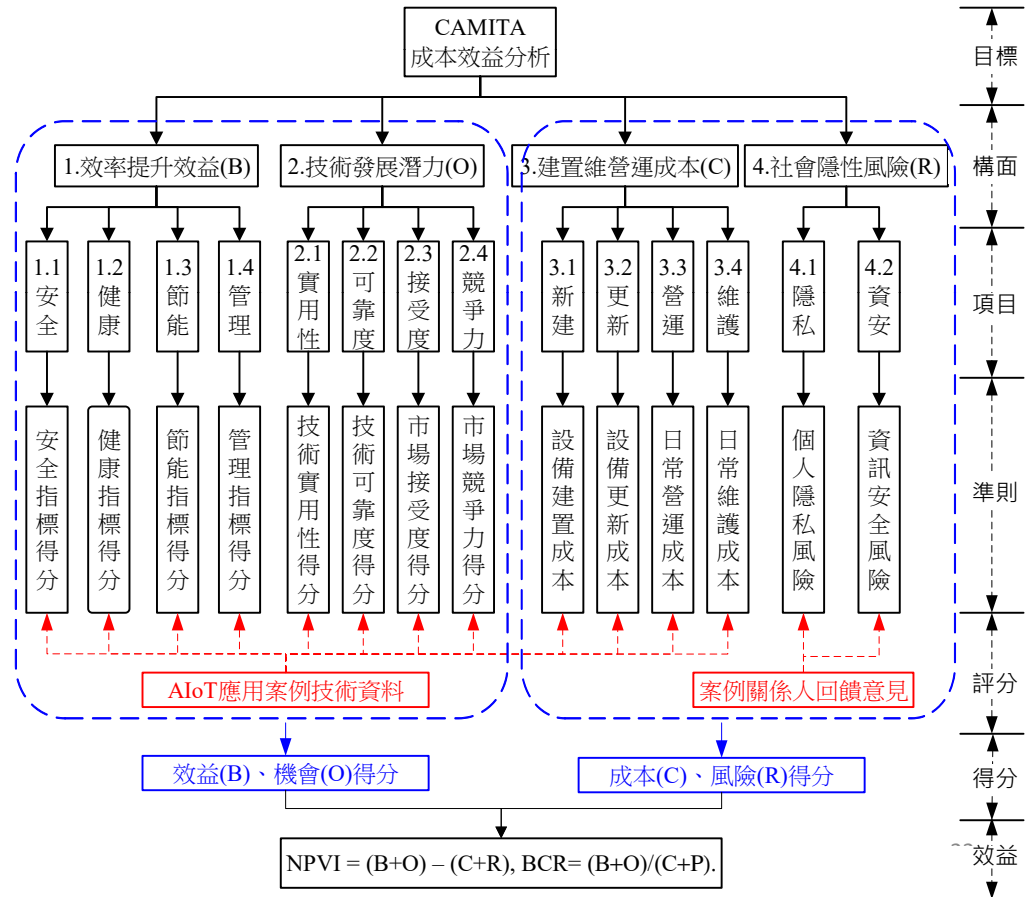 CAMITA
成本效益分析
目標
1.效率提升效益(B)
2.技術發展潛力(O)
3.建置維營運成本(C)
4.社會隱性風險(R)
構面
1.1
安全
1.2
健康
1.3
節能
1.4
管理
2.1
實用性
2.2
可靠度
2.3
接受度
2.4
競爭力
3.1
新建
3.2
更新
3.3
營運
3.4
維護
4.1
隱私
4.2
資安
項目
安全指標得分
健康指標得分
節能指標得分
管理指標得分
技術實用性得分
技術可靠度得分
市場接受度得分
市場競爭力得分
設備建置成本
設備更新成本
日常營運成本
日常維護成本
個人隱私風險
資訊安全風險
準則
AIoT應用案例技術資料
案例關係人回饋意見
評分
效益(B)、機會(O)得分
成本(C)、風險(R)得分
得分
NPVI = (B+O) – (C+R), BCR= (B+O)/(C+P).
效益